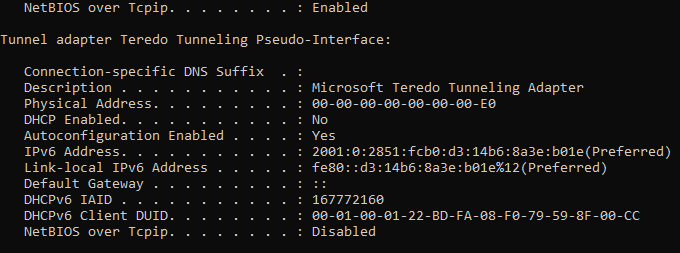 NetBIOS over Tcpip. . . . . . . . : Enabled
Tunnel adapter Teredo Tunneling Pseudo-Interface:
Connection-specific DNS Suffix  . :
Description . . . . . . . . . . . : Microsoft Teredo Tunneling Adapter
Physical Address. . . . . . . . . : 00-00-00-00-00-00-00-E0
DHCP Enabled. . . . . . . . . . . : No
Autoconfiguration Enabled . . . . : Yes
IPv6 Address. . . . . . . . . . . : 2001:0:2851:fcb0:d3:14b6:8a3e:b01e(Preferred)
Link-local IPv6 Address . . . . . : fe80::d3:14b6:8a3e:b01e%12(Preferred)
Default Gateway . . . . . . . . . : ::
DHCPv6 IAID . . . . . . . . . . . : 167772160
DHCPv6 Client DUID. . . . . . . . : 00-01-00-01-22-BD-FA-08-F0-79-59-8F-00-CC
NetBIOS over Tcpip. . . . . . . . : Disabled